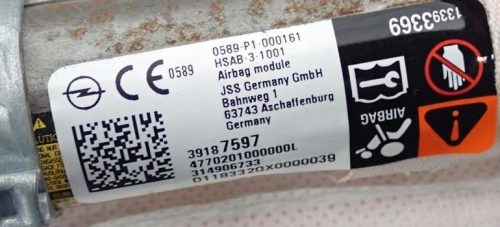 CE 0589
0589-P1-000161
HSAB-3-1001
Airbag module
JSS Germany GmbH
Bahnweg 1
63743 Aschaffenburg
Germany
39187597
4770201000000L
314906733
13393369
AIRBAG